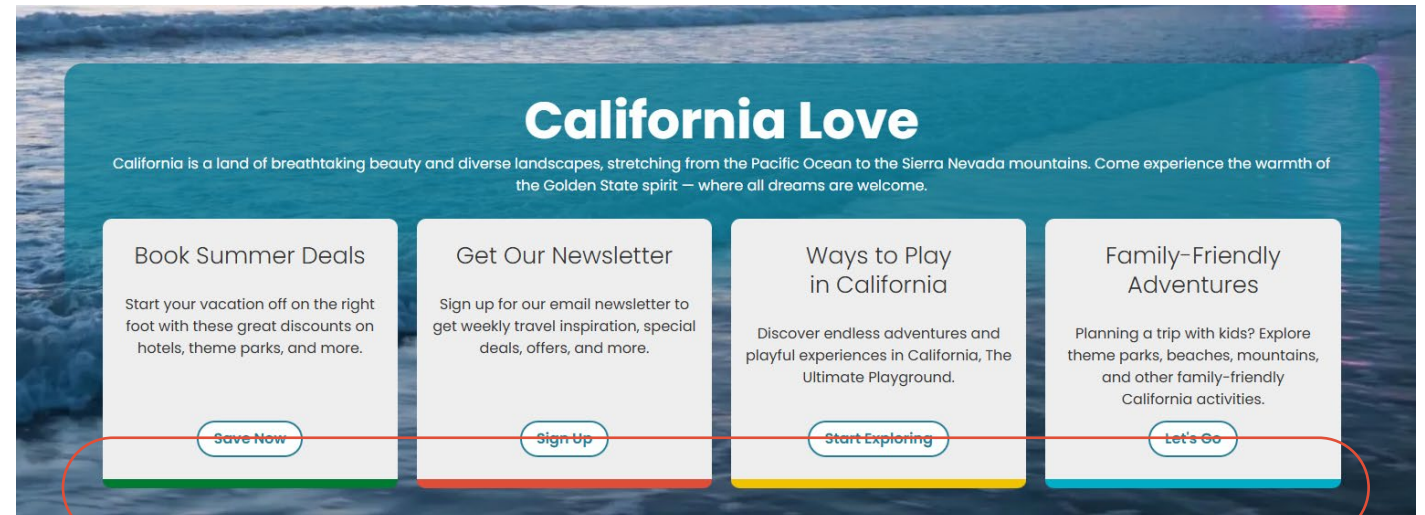 California Love
California is a land of breathtaking beauty and diverse landscapes, stretching from the Pacific Ocean to the Sierra Nevada mountains. Come experience the warmth of
the Golden State spirit — where all dreams are welcome.
Book Summer Deals
Start your vacation off on the right
foot with these great discounts on
hotels, theme parks, and more.
Save Now
Get Our Newsletter
Sign up for our email newsletter to
get weekly travel inspiration, special
deals, offers, and more.
Sign Up
Ways to Play
in California
Discover endless adventures and
playful experiences in California, The
Ultimate Playground.
Start Exploring
Family-Friendly
Adventures
Planning a trip with kids? Explore
theme parks, beaches, mountains,
and other family-friendly
California activities.
Let's Go